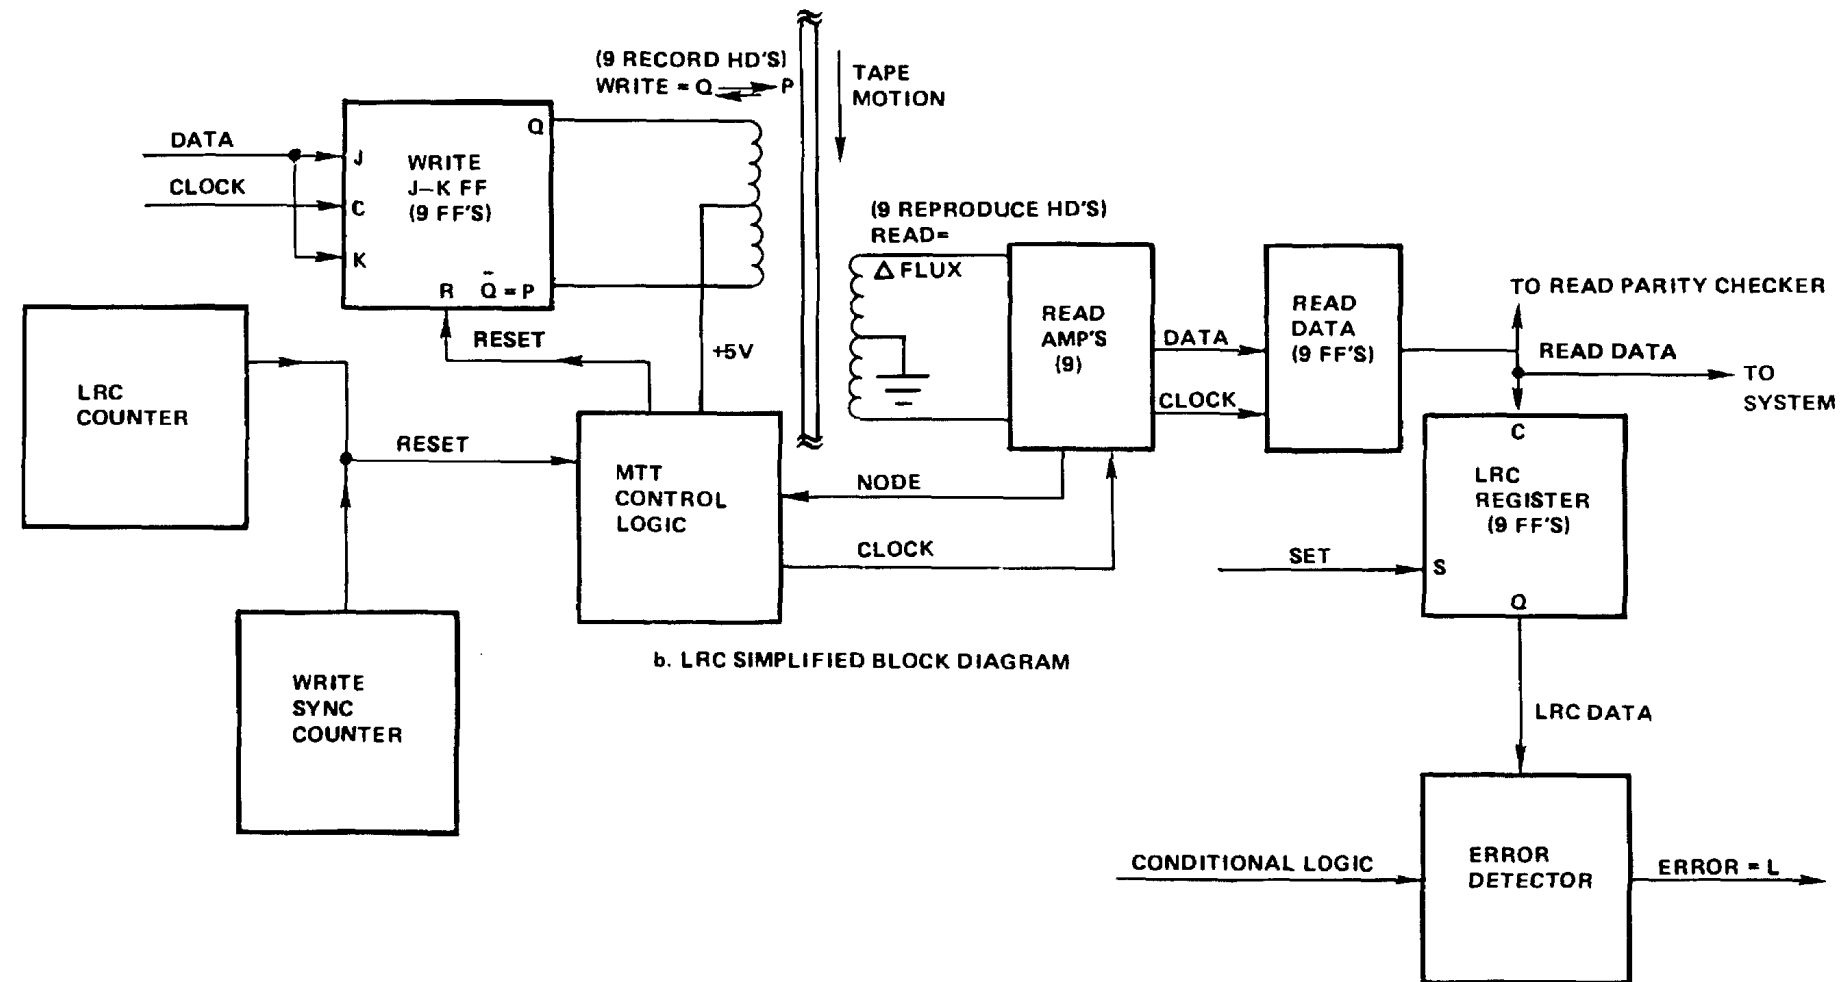 (9 RECORD HD'S)
WRITE = Q ⇌ P
TAPE
MOTION
DATA
CLOCK
J
C
K
Q
WRITE
J–K FF
(9 FF'S)
R Q̄ = P
RESET
+5V
(9 REPRODUCE HD'S)
READ=
Δ FLUX
READ
AMP'S
(9)
DATA
CLOCK
READ
DATA
(9 FF'S)
TO READ PARITY CHECKER
READ DATA
TO
SYSTEM
LRC
COUNTER
RESET
MTT
CONTROL
LOGIC
NODE
CLOCK
C
LRC
REGISTER
(9 FF'S)
SET
S
Q
WRITE
SYNC
COUNTER
b. LRC SIMPLIFIED BLOCK DIAGRAM
LRC DATA
CONDITIONAL LOGIC
ERROR
DETECTOR
ERROR = L